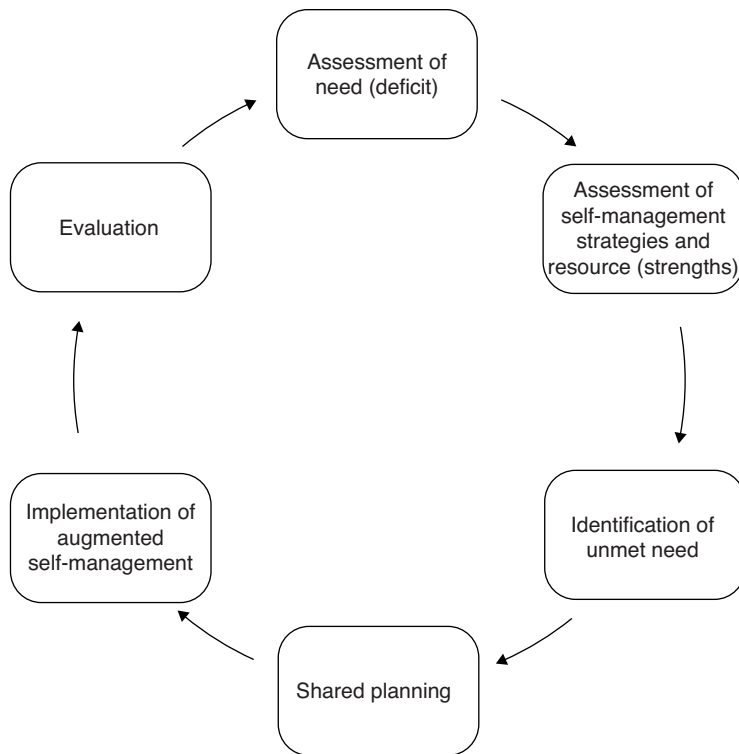 Assessment of
need (deficit)
Assessment of
self-management
strategies and
resource (strengths)
Identification of
unmet need
Shared planning
Implementation of
augmented
self-management
Evaluation